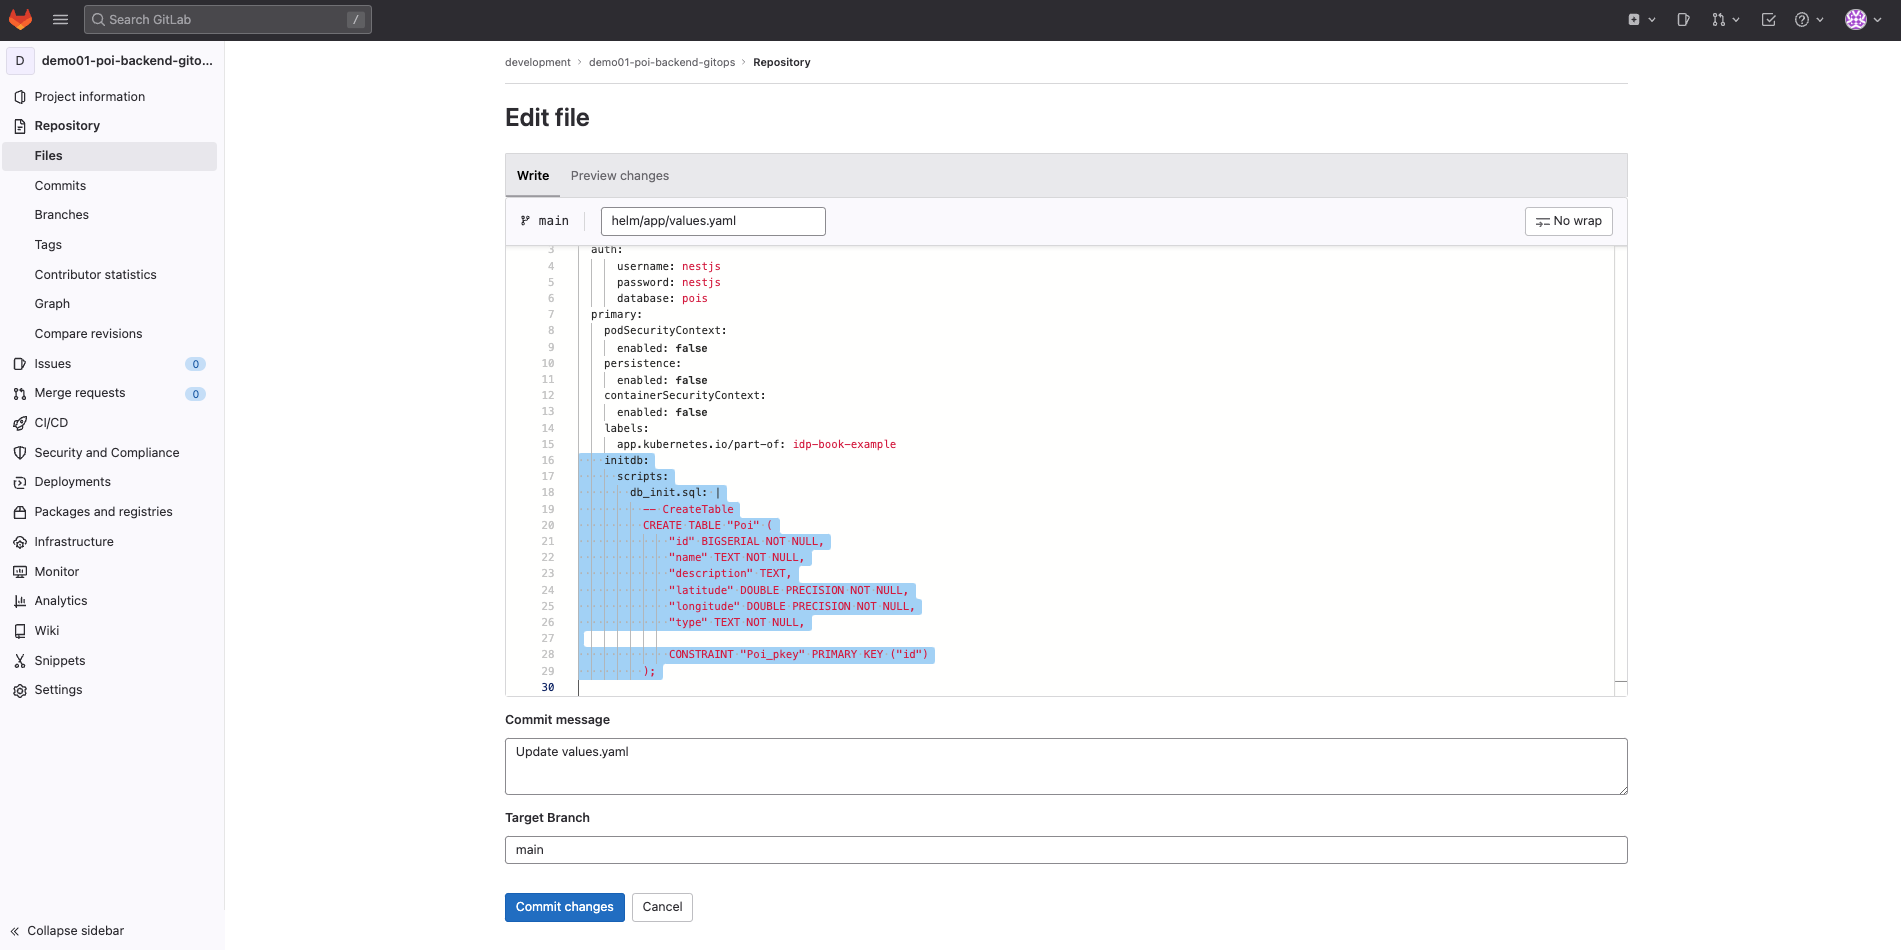 Search GitLab
/
D
demo01-poi-backend-gito...
Project information
Repository
Files
Commits
Branches
Tags
Contributor statistics
Graph
Compare revisions
Issues 0
Merge requests 0
CI/CD
Security and Compliance
Deployments
Packages and registries
Infrastructure
Monitor
Analytics
Wiki
Snippets
Settings
Collapse sidebar
development › demo01-poi-backend-gitops › Repository
Edit file
Write Preview changes
main helm/app/values.yaml No wrap
3 auth:
4 username: nestjs
5 password: nestjs
6 database: pois
7 primary:
8 podSecurityContext:
9 enabled: false
10 persistence:
11 enabled: false
12 containerSecurityContext:
13 enabled: false
14 labels:
15 app.kubernetes.io/part-of: idp-book-example
16 initdb:
17 scripts:
18 db_init.sql: |
19 -- CreateTable
20 CREATE TABLE "Poi" (
21 "id" BIGSERIAL NOT NULL,
22 "name" TEXT NOT NULL,
23 "description" TEXT,
24 "latitude" DOUBLE PRECISION NOT NULL,
25 "longitude" DOUBLE PRECISION NOT NULL,
26 "type" TEXT NOT NULL,
27
28 CONSTRAINT "Poi_pkey" PRIMARY KEY ("id")
29 );
30
Commit message
Update values.yaml
Target Branch
main
Commit changes Cancel